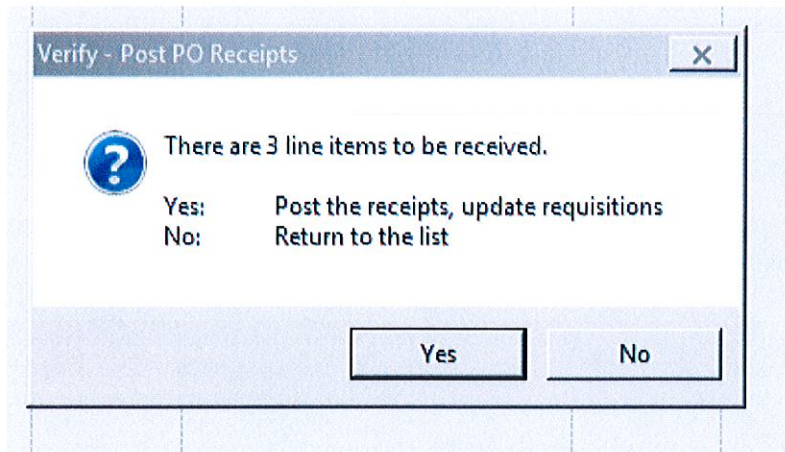 Verify - Post PO Receipts
There are 3 line items to be received.
Yes: Post the receipts, update requisitions
No: Return to the list
Yes No